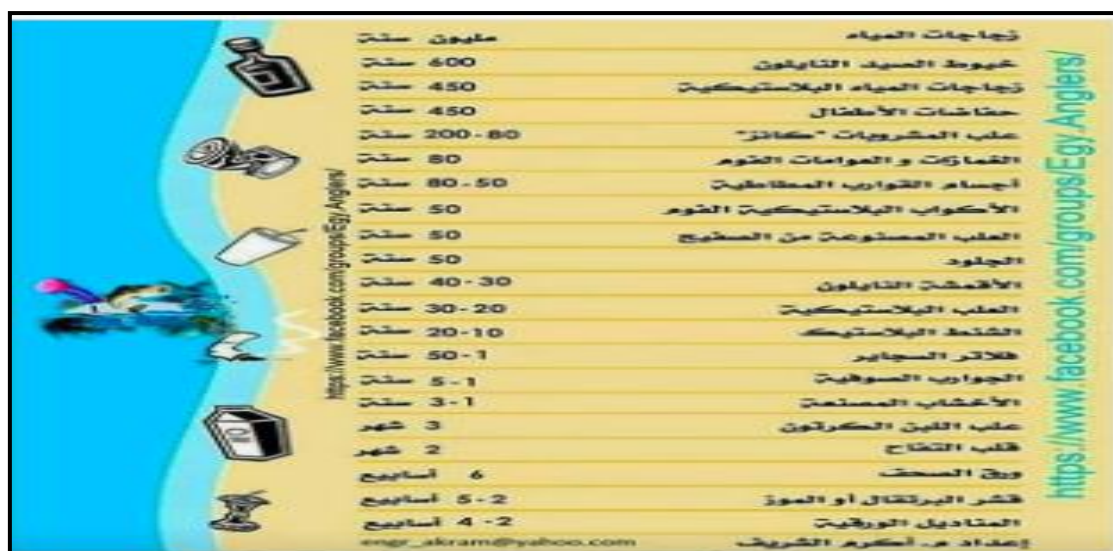 زجاجات المياه مليون سنة
خيوط الصيد النايلون 600 سنة
زجاجات المياه البلاستيكية 450 سنة
حفاضات الأطفال 450 سنة
علب المشروبات "كانز" 80-200 سنة
الغمازات و العوامات الفوم 80 سنة
أجسام القوارب المطاطية 50-80 سنة
الأكواب البلاستيكية الفوم 50 سنة
العلب المصنوعة من الصفيح 50 سنة
الجلود 50 سنة
الأقمشة النايلون 30-40 سنة
العلب البلاستيكية 20-30 سنة
الشنط البلاستيك 10-20 سنة
فلاتر السجاير 1-50 سنة
الجوارب الصوفية 1-5 سنة
الأخشاب المصنعة 1-3 سنة
علب اللبن الكرتون 3 شهر
قلب التفاح 2 شهر
ورق الصحف 6 أسابيع
قشر البرتقال أو الموز 2-5 أسابيع
المناديل الورقية 2-4 أسابيع
إعداد م. أكرم الشريف engr_akram@yahoo.com
https://www.facebook.com/groups/Egy.Anglers/
https://www.facebook.com/groups/Egy.Anglers/